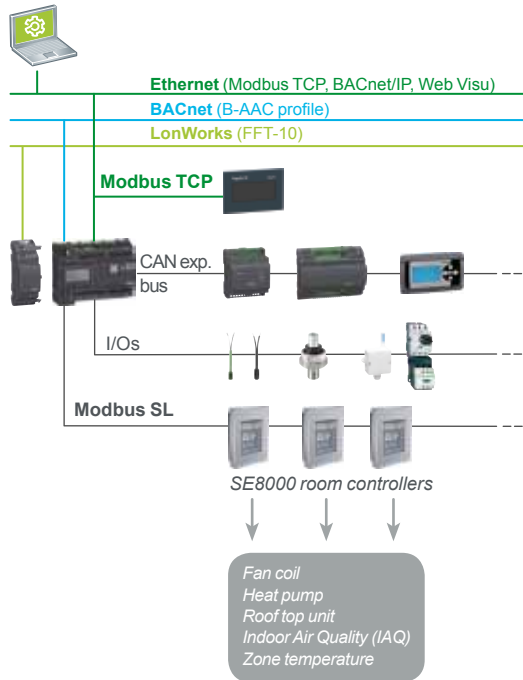 Ethernet (Modbus TCP, BACnet/IP, Web Visu)
BACnet (B-AAC profile)
LonWorks (FFT-10)
Modbus TCP
CAN exp.
bus
I/Os
Modbus SL
SE8000 room controllers
Fan coil
Heat pump
Roof top unit
Indoor Air Quality (IAQ)
Zone temperature